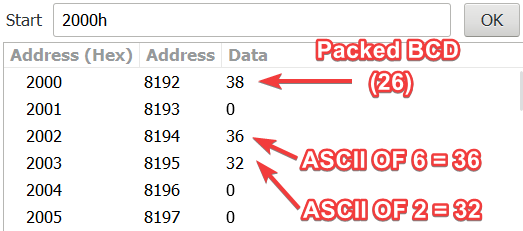 Start 2000h OK
Address (Hex) Address Data
Packed BCD
(26)
2000 8192 38
2001 8193 0
2002 8194 36
2003 8195 32
ASCII OF 6 = 36
2004 8196 0
2005 8197 0
ASCII OF 2 = 32